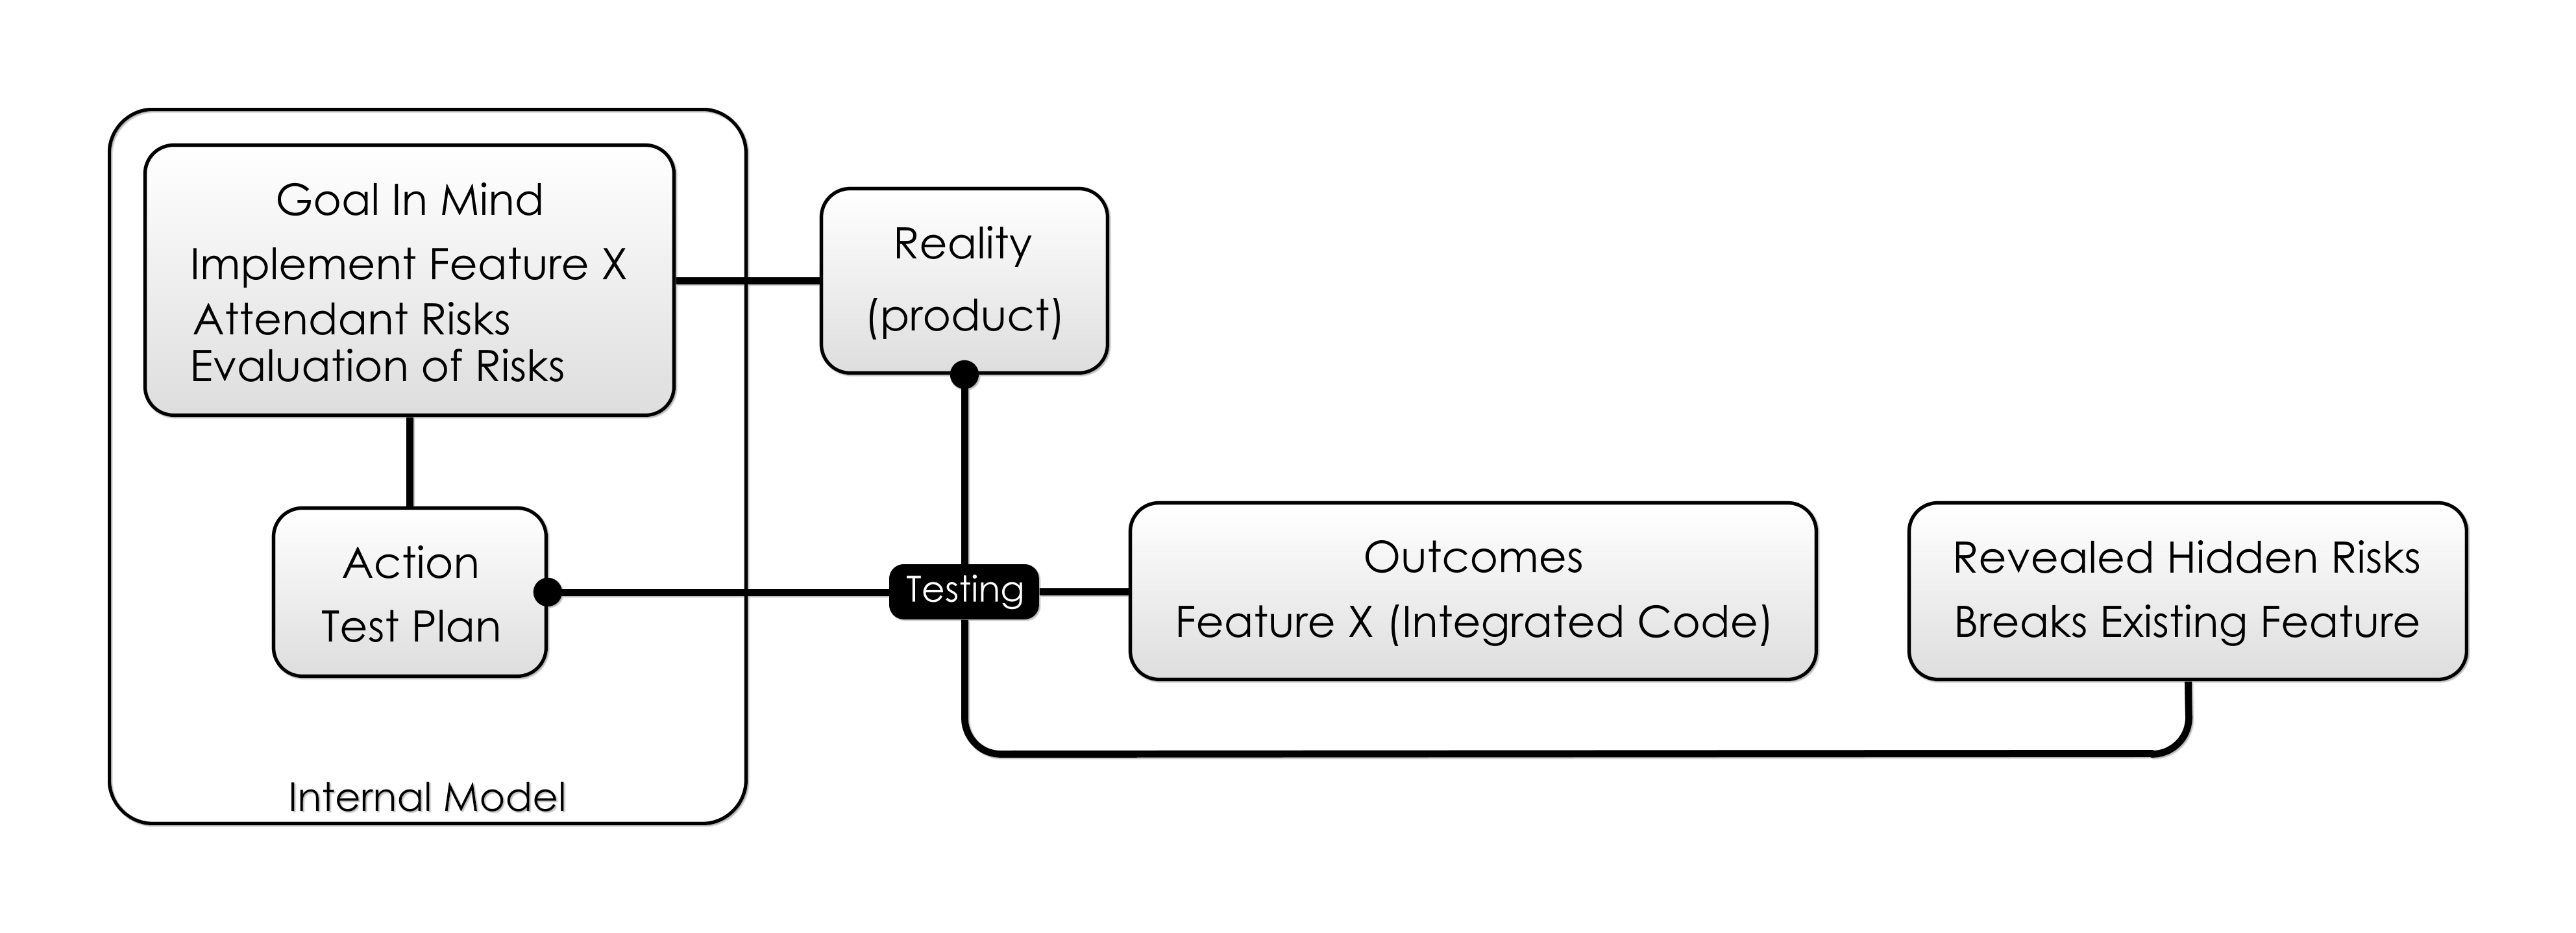 Goal In Mind
Implement Feature X
Attendant Risks
Evaluation of Risks
Reality
(product)
Action
Test Plan
Testing
Outcomes
Feature X (Integrated Code)
Revealed Hidden Risks
Breaks Existing Feature
Internal Model